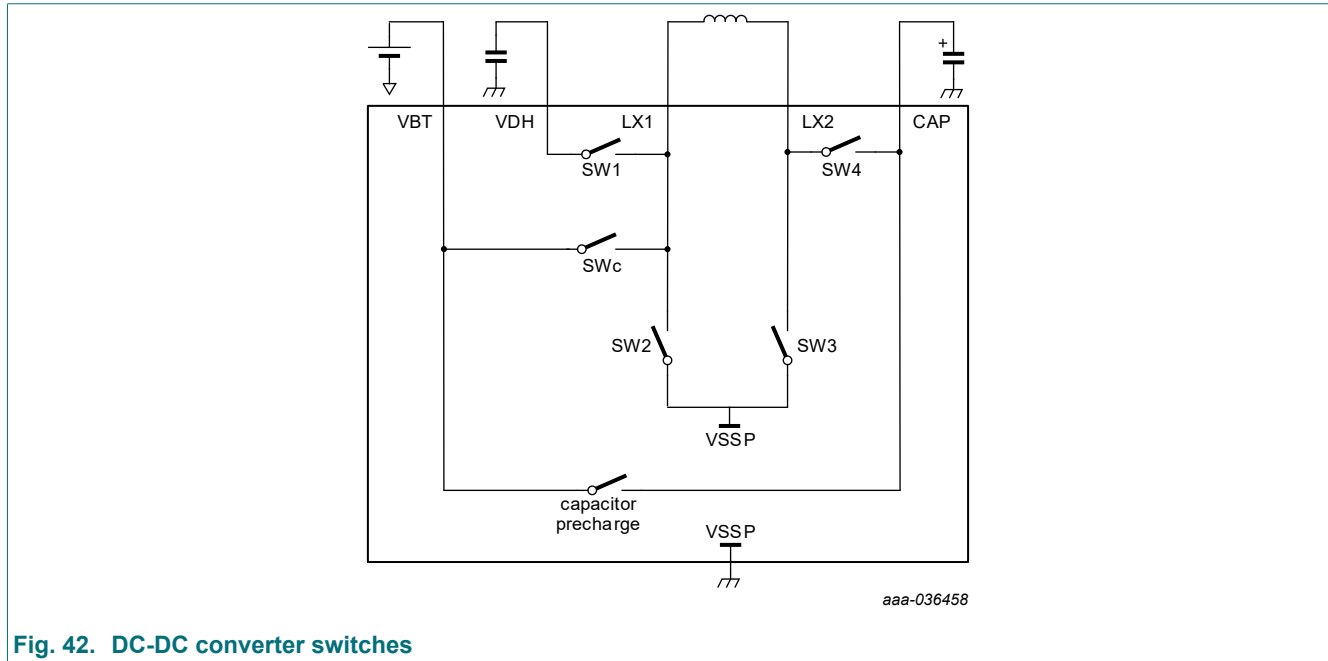 +
VBT VDH LX1 LX2 CAP
SW1
SW4
SWc
SW2
SW3
VSSP
capacitor
precharge
VSSP
aaa-036458
Fig. 42. DC-DC converter switches